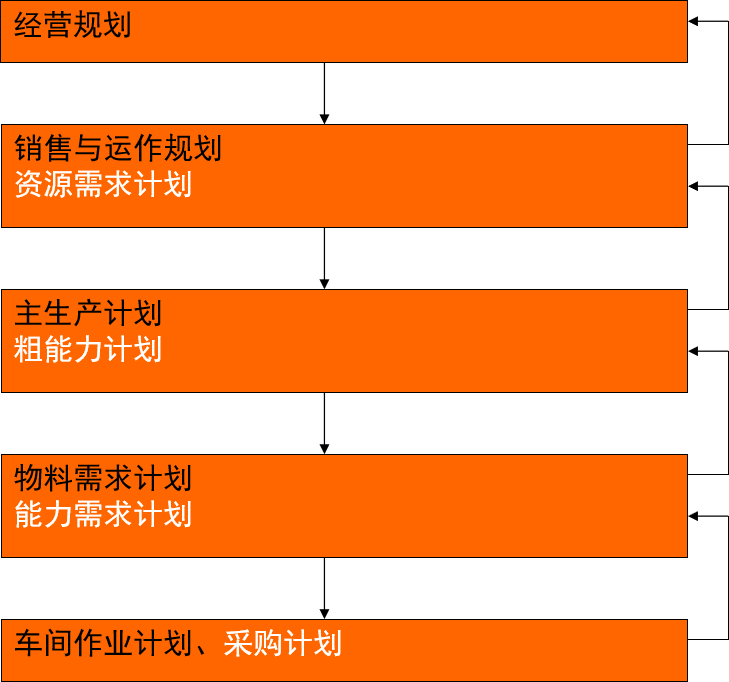 经营规划
销售与运作规划
资源需求计划
主生产计划
粗能力计划
物料需求计划
能力需求计划
车间作业计划、采购计划